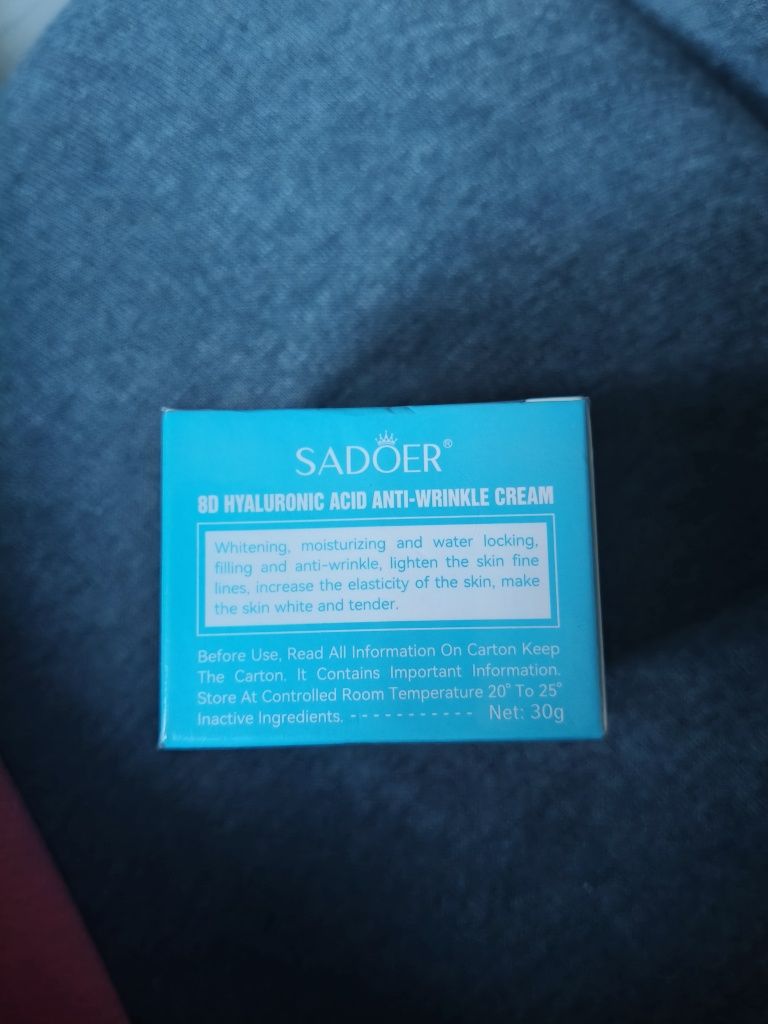 SADOER®
8D HYALURONIC ACID ANTI-WRINKLE CREAM
Whitening, moisturizing and water locking,
filling and anti-wrinkle, lighten the skin fine
lines, increase the elasticity of the skin, make
the skin white and tender.
Before Use, Read All Information On Carton Keep
The Carton. It Contains Important Information.
Store At Controlled Room Temperature 20° To 25°
Inactive Ingredients. ----------- Net: 30g